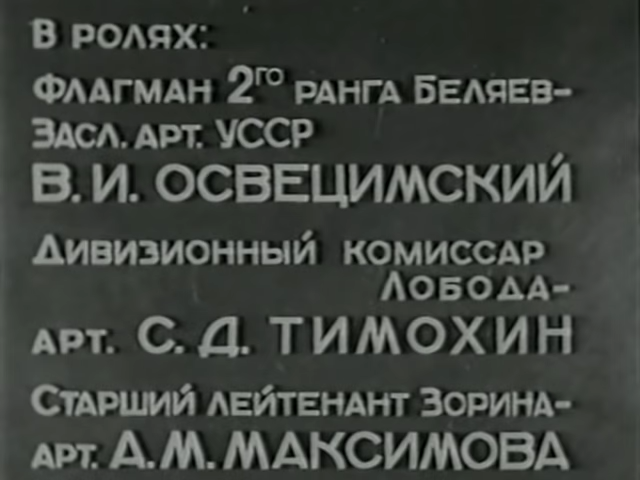 В РОЛЯХ:
ФЛАГМАН 2ГО РАНГА БЕЛЯЕВ-
ЗАСЛ. АРТ. УССР
В. И. ОСВЕЦИМСКИЙ
ДИВИЗИОННЫЙ КОМИССАР
ЛОБОДА-
АРТ. С. Д. ТИМОХИН
СТАРШИЙ ЛЕЙТЕНАНТ ЗОРИНА-
АРТ. А. М. МАКСИМОВА